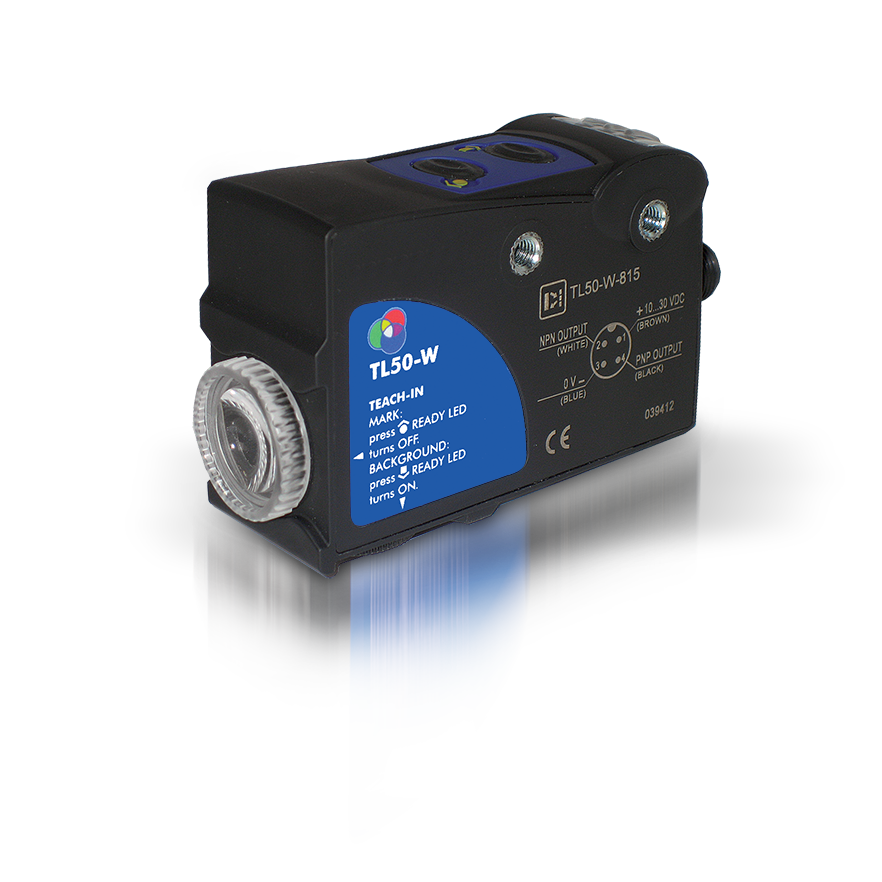 TL50-W
TEACH-IN
MARK:
press READY LED
turns OFF.
BACKGROUND:
press READY LED
turns ON.
TL50-W-815
+ 10...30 VDC
(BROWN)
NPN OUTPUT
(WHITE)
2 1
3 4
PNP OUTPUT
(BLACK)
0 V –
(BLUE)
039412
CE